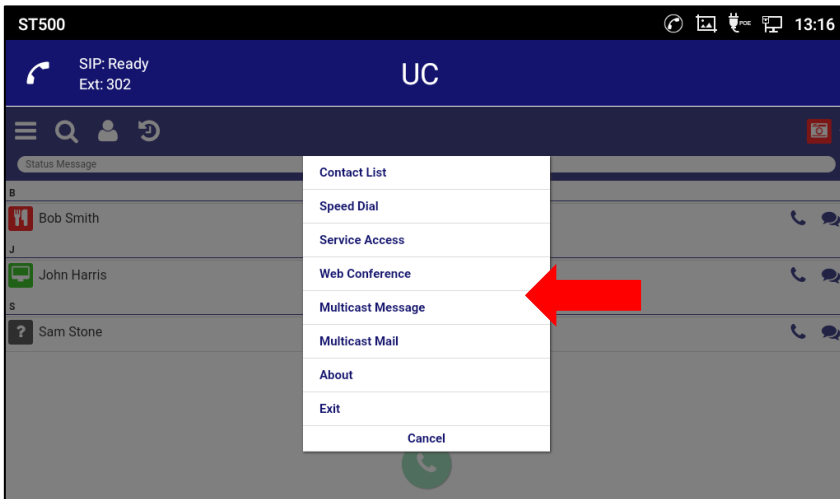 ST500
POE
13:16
SIP: Ready
Ext: 302
UC
Status Message
B
Bob Smith
J
John Harris
S
? Sam Stone
Contact List
Speed Dial
Service Access
Web Conference
Multicast Message
Multicast Mail
About
Exit
Cancel